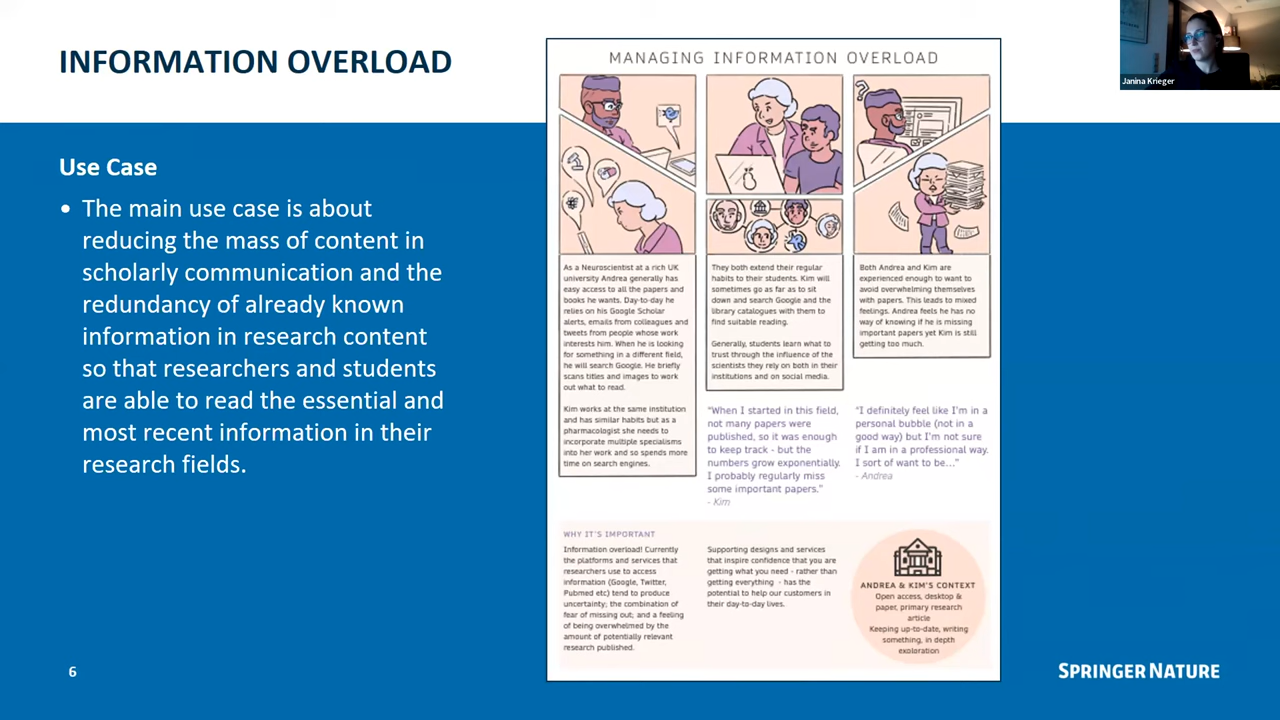 INFORMATION OVERLOAD
Use Case
• The main use case is about
reducing the mass of content in
scholarly communication and the
redundancy of already known
information in research content
so that researchers and students
are able to read the essential and
most recent information in their
research fields.
6
MANAGING INFORMATION OVERLOAD
?
As a Neuroscientist at a rich UK
university Andrea generally has
easy access to all the papers and
books he wants. Day-to-day he
relies on his Google Scholar
alerts, emails from colleagues and
tweets from people whose work
interests him. When he is looking
for something in a different field,
he will search Google. He briefly
scans titles and images to work
out what to read.
Kim works at the same institution
and has similar habits but as a
pharmacologist she needs to
incorporate multiple specialisms
into her work and so spends more
time on search engines.
They both extend their regular
habits to their students. Kim will
sometimes go as far as to sit
down and search Google and the
library catalogues with them to
find suitable reading.
Generally, students learn what to
trust through the influence of the
scientists they rely on both in their
institutions and on social media.
Both Andrea and Kim are
experienced enough to want to
avoid overwhelming themselves
with papers. This leads to mixed
feelings. Andrea feels he has no
way of knowing if he is missing
important papers yet Kim is still
getting too much.
"When I started in this field,
not many papers were
published, so it was enough
to keep track - but the
numbers grow exponentially.
I probably regularly miss
some important papers."
- Kim
"I definitely feel like I'm in a
personal bubble (not in a
good way) but I'm not sure
if I am in a professional way.
I sort of want to be..."
- Andrea
WHY IT'S IMPORTANT
Information overload! Currently
the platforms and services that
researchers use to access
information (Google, Twitter,
Pubmed etc) tend to produce
uncertainty; the combination of
fear of missing out; and a feeling
of being overwhelmed by the
amount of potentially relevant
research published.
Supporting designs and services
that inspire confidence that you are
getting what you need - rather than
getting everything - has the
potential to help our customers in
their day-to-day lives.
ANDREA & KIM'S CONTEXT
Open access, desktop &
paper, primary research
article
Keeping up-to-date, writing
something, in depth
exploration
SPRINGER NATURE
Janina Krieger